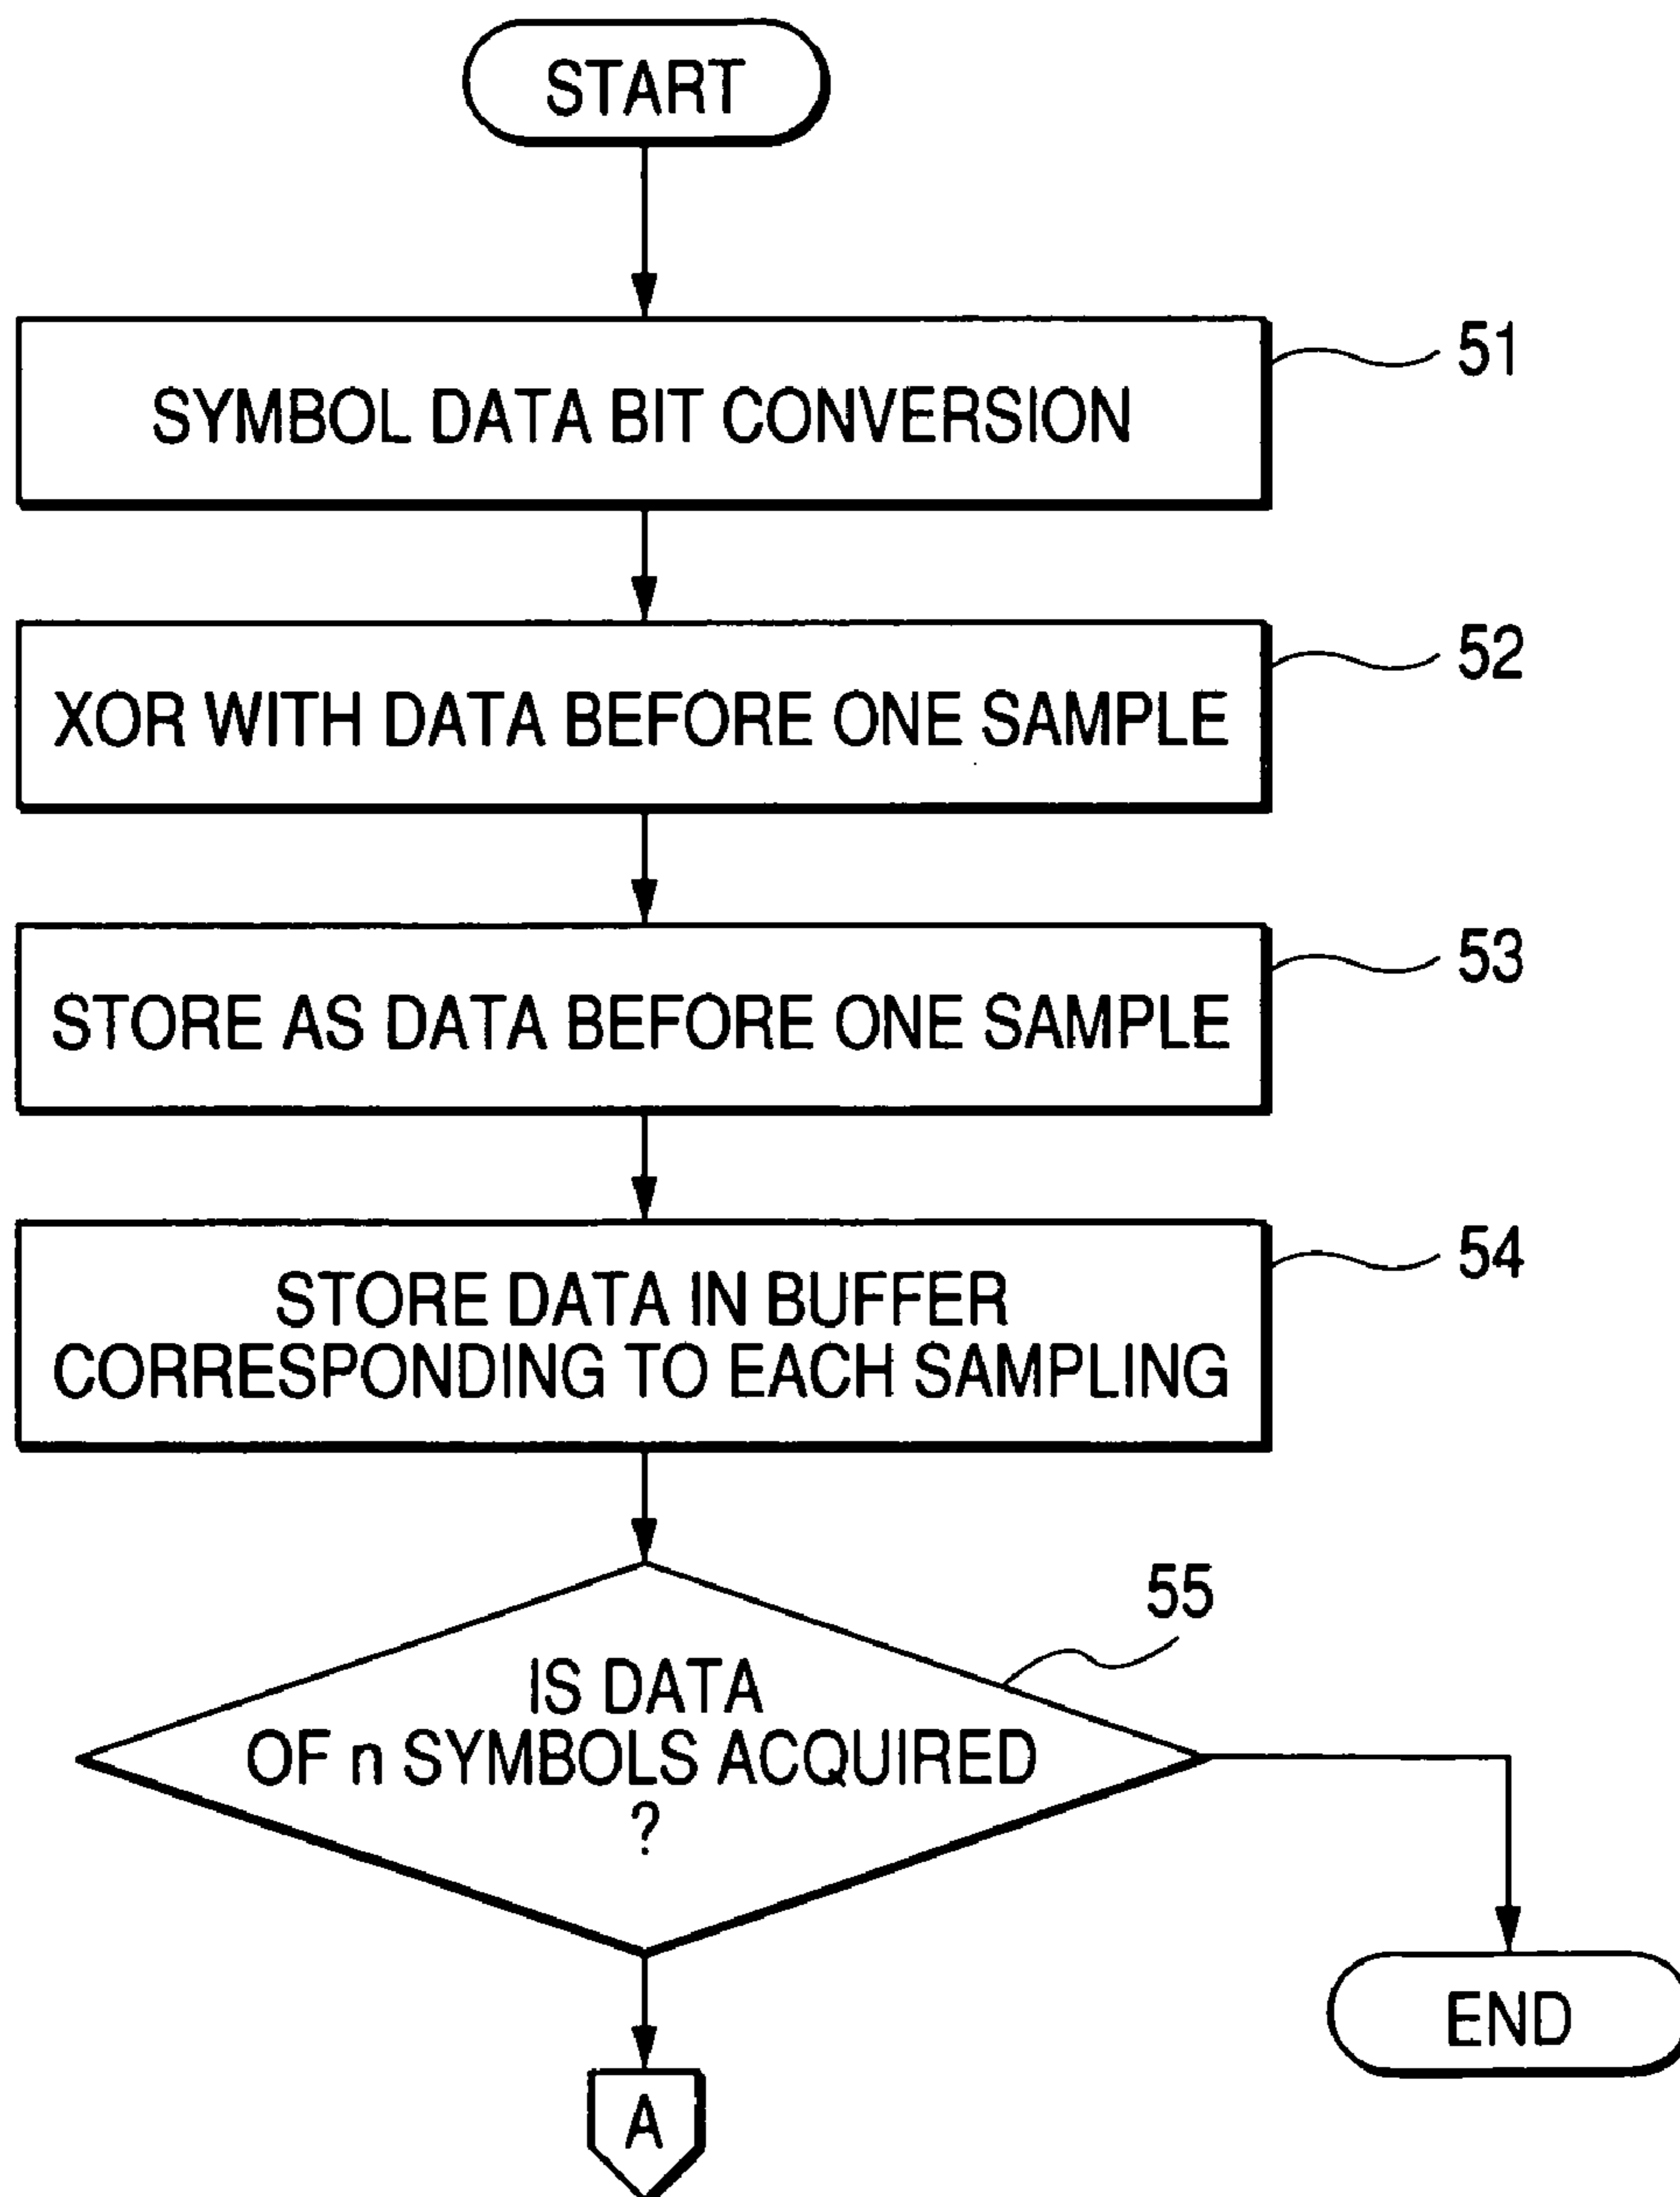 START
51
SYMBOL DATA BIT CONVERSION
52
XOR WITH DATA BEFORE ONE SAMPLE
53
STORE AS DATA BEFORE ONE SAMPLE
54
STORE DATA IN BUFFER
CORRESPONDING TO EACH SAMPLING
55
IS DATA
OF n SYMBOLS ACQUIRED
?
END
A